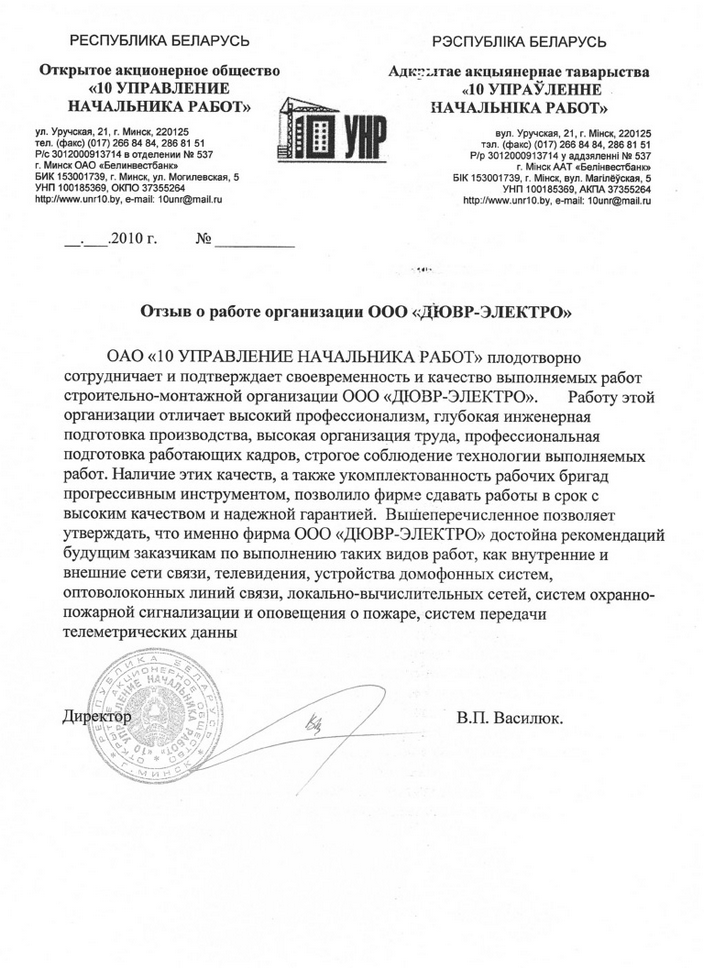 РЕСПУБЛИКА БЕЛАРУСЬ
Открытое акционерное общество
«10 УПРАВЛЕНИЕ
НАЧАЛЬНИКА РАБОТ»
ул. Уручская, 21, г. Минск, 220125
тел. (факс) (017) 266 84 84, 286 81 51
Р/с 3012000913714 в отделении № 537
г. Минск ОАО «Белинвестбанк»
БИК 153001739, г. Минск, ул. Могилевская, 5
УНП 100185369, ОКПО 37355264
http://www.unr10.by, e-mail: 10unr@mail.ru
10 УНР
РЭСПУБЛІКА БЕЛАРУСЬ
Адкрытае акцыянернае таварыства
«10 УПРАЎЛЕННЕ
НАЧАЛЬНІКА РАБОТ»
вул. Уручская, 21, г. Мінск, 220125
тэл. (факс) (017) 266 84 84, 286 81 51
Р/р 3012000913714 у аддзяленні № 537
г. Мінск ААТ «Белінвестбанк»
БІК 153001739, г. Мінск, вул. Магілёўская, 5
УНП 100185369, АКПА 37355264
http://www.unr10.by, e-mail: 10unr@mail.ru
__.___.2010 г. № __________
Отзыв о работе организации ООО «ДЮВР-ЭЛЕКТРО»
ОАО «10 УПРАВЛЕНИЕ НАЧАЛЬНИКА РАБОТ» плодотворно
сотрудничает и подтверждает своевременность и качество выполняемых работ
строительно-монтажной организации ООО «ДЮВР-ЭЛЕКТРО». Работу этой
организации отличает высокий профессионализм, глубокая инженерная
подготовка производства, высокая организация труда, профессиональная
подготовка работающих кадров, строгое соблюдение технологии выполняемых
работ. Наличие этих качеств, а также укомплектованность рабочих бригад
прогрессивным инструментом, позволило фирме сдавать работы в срок с
высоким качеством и надежной гарантией. Вышеперечисленное позволяет
утверждать, что именно фирма ООО «ДЮВР-ЭЛЕКТРО» достойна рекомендаций
будущим заказчикам по выполнению таких видов работ, как внутренние и
внешние сети связи, телевидения, устройства домофонных систем,
оптоволоконных линий связи, локально-вычислительных сетей, систем охранно-
пожарной сигнализации и оповещения о пожаре, систем передачи
телеметрических данны
Директор В.П. Василюк.
РЕСПУБЛИКА БЕЛАРУСЬ * Г. МИНСК *
ОТКРЫТОЕ АКЦИОНЕРНОЕ ОБЩЕСТВО
«10 УПРАВЛЕНИЕ НАЧАЛЬНИКА РАБОТ»